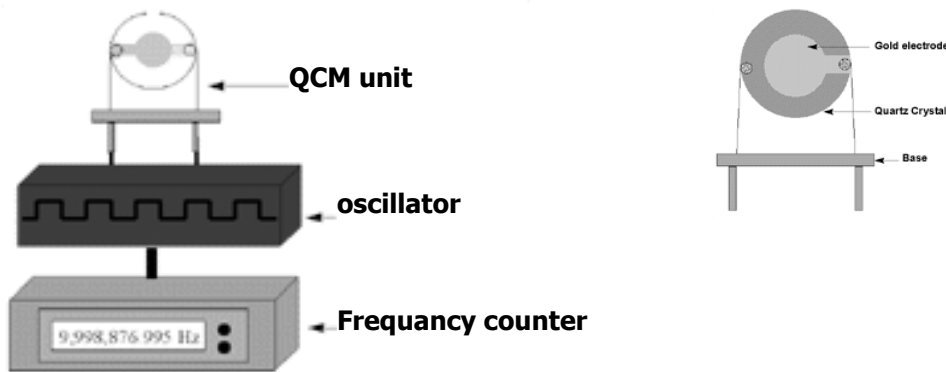 QCM unit
oscillator
Frequancy counter
9,998,876 995 Hz
Gold electrode
Quartz Crystal
Base